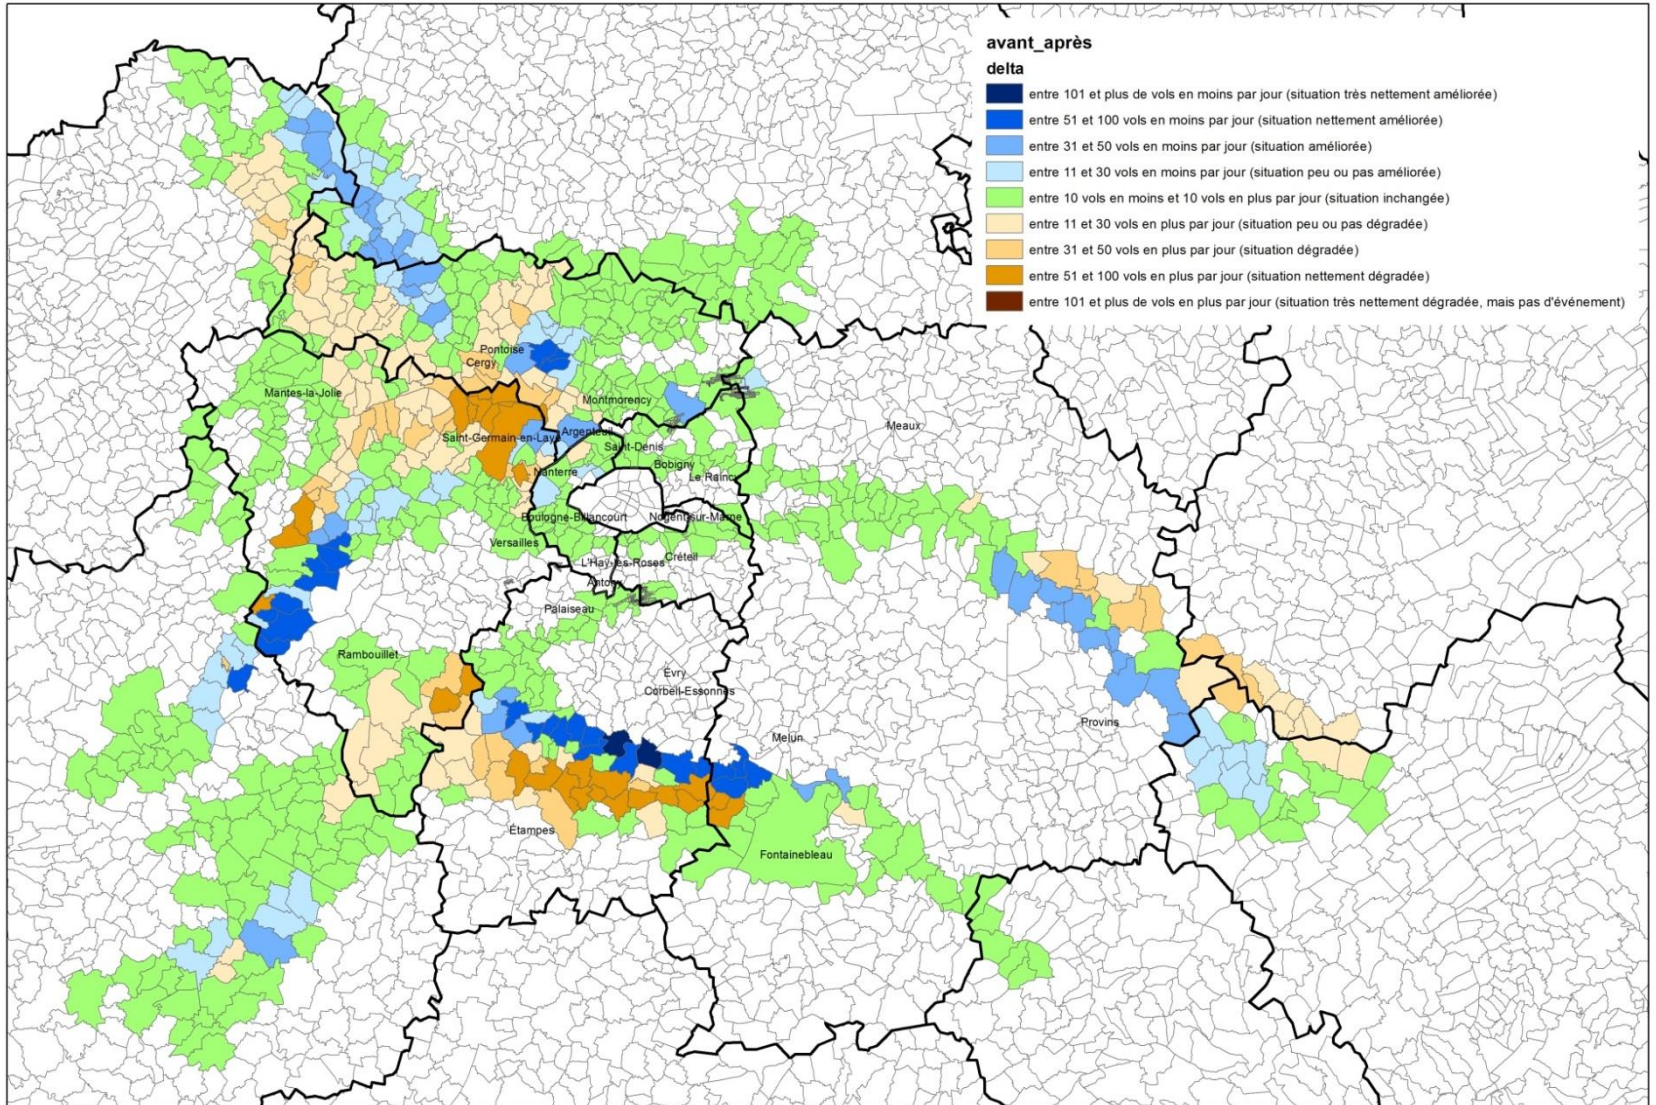 avant_après
delta
entre 101 et plus de vols en moins par jour (situation très nettement améliorée)
entre 51 et 100 vols en moins par jour (situation nettement améliorée)
entre 31 et 50 vols en moins par jour (situation améliorée)
entre 11 et 30 vols en moins par jour (situation peu ou pas améliorée)
entre 10 vols en moins et 10 vols en plus par jour (situation inchangée)
entre 11 et 30 vols en plus par jour (situation peu ou pas dégradée)
entre 31 et 50 vols en plus par jour (situation dégradée)
entre 51 et 100 vols en plus par jour (situation nettement dégradée)
entre 101 et plus de vols en plus par jour (situation très nettement dégradée, mais pas d'événement)
Pontoise
Cergy
Mantes-la-Jolie
Montmorency
Meaux
Argenteuil
Saint-Germain-en-Laye
Saint-Denis
Bobigny
Nanterre
Le Raincy
Boulogne-Billancourt
Nogent-sur-Marne
Versailles
Créteil
L'Haÿ-les-Roses
Antony
Palaiseau
Rambouillet
Évry
Corbeil-Essonnes
Provins
Melun
Étampes
Fontainebleau